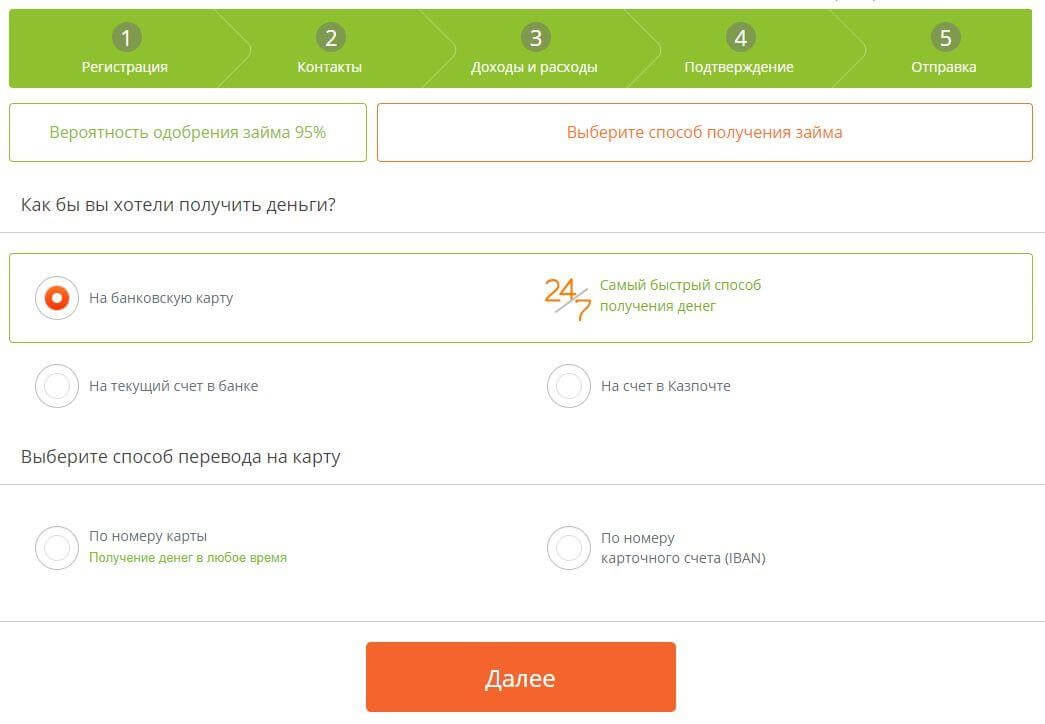 1 2 3 4 5
Регистрация Контакты Доходы и расходы Подтверждение Отправка
Вероятность одобрения займа 95% Выберите способ получения займа
Как бы вы хотели получить деньги?
На банковскую карту
24/7
Самый быстрый способ
получения денег
На текущий счет в банке
На счет в Казпочте
Выберите способ перевода на карту
По номеру карты
Получение денег в любое время
По номеру
карточного счета (IBAN)
Далее